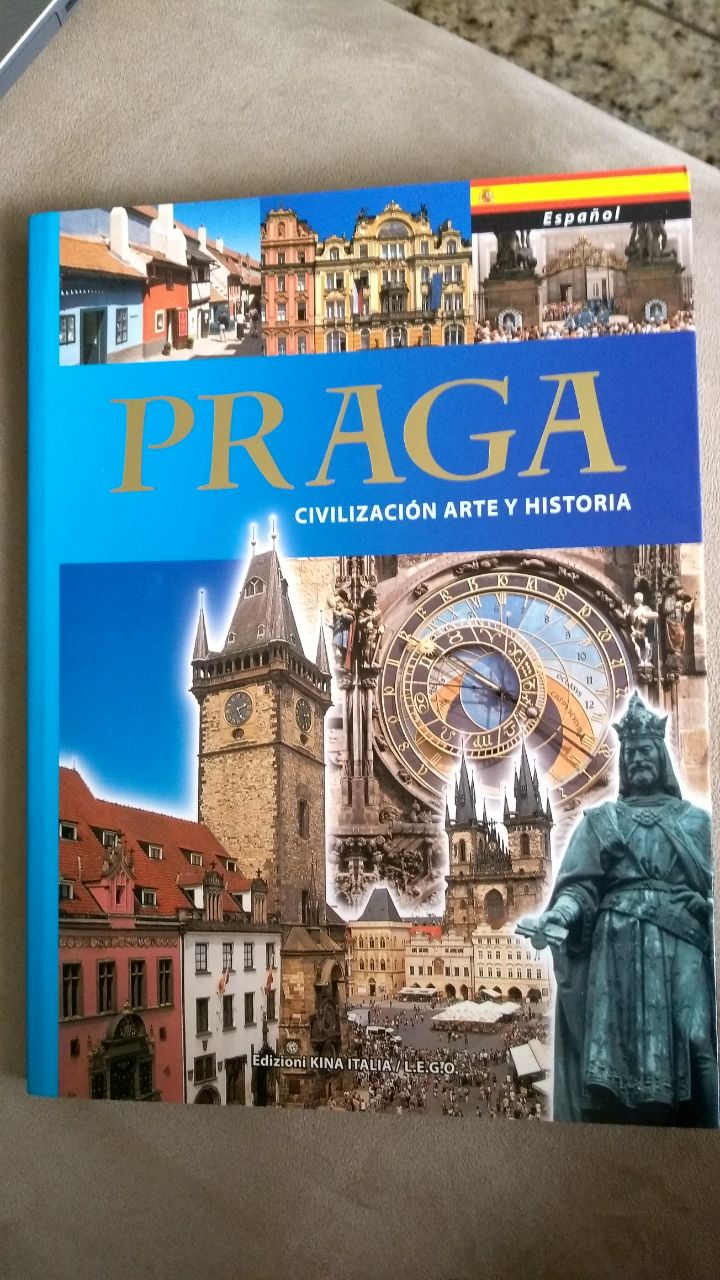 Español
PRAGA
CIVILIZACIÓN ARTE Y HISTORIA
Edizioni KINA ITALIA / L.E.G.O.